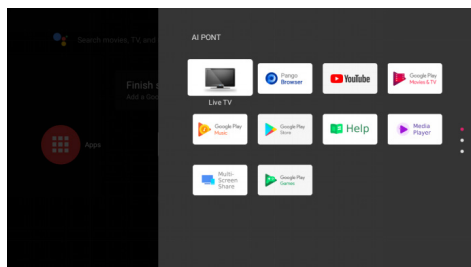 Search movies, TV, and
AI PONT
Finish s
Add a Goo
Apps
Live TV
Pango
Browser
YouTube
Google Play
Movies & TV
Google Play
Music
Google Play
Store
Help
Media
Player
Multi-
Screen
Share
Google Play
Games